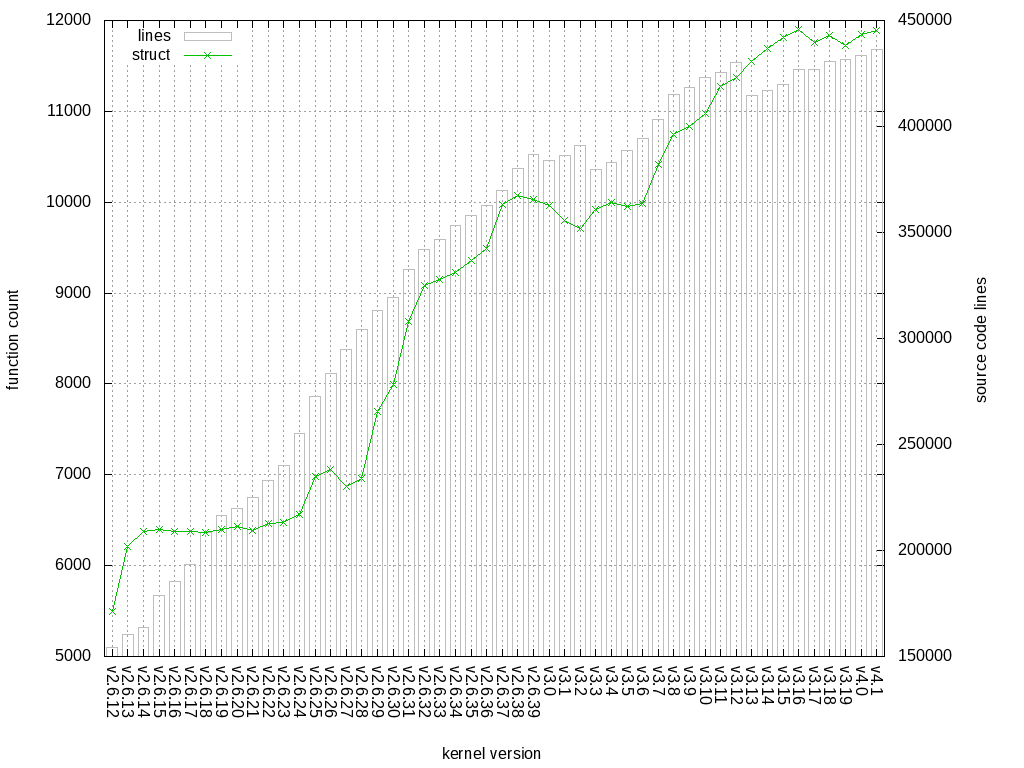 lines
struct
12000
11000
10000
9000
8000
7000
6000
5000
function count
450000
400000
350000
300000
250000
200000
150000
source code lines
v2.6.12
v2.6.13
v2.6.14
v2.6.15
v2.6.16
v2.6.17
v2.6.18
v2.6.19
v2.6.20
v2.6.21
v2.6.22
v2.6.23
v2.6.24
v2.6.25
v2.6.26
v2.6.27
v2.6.28
v2.6.29
v2.6.30
v2.6.31
v2.6.32
v2.6.33
v2.6.34
v2.6.35
v2.6.36
v2.6.37
v2.6.38
v2.6.39
v3.0
v3.1
v3.2
v3.3
v3.4
v3.5
v3.6
v3.7
v3.8
v3.9
v3.10
v3.11
v3.12
v3.13
v3.14
v3.15
v3.16
v3.17
v3.18
v3.19
v4.0
v4.1
kernel version